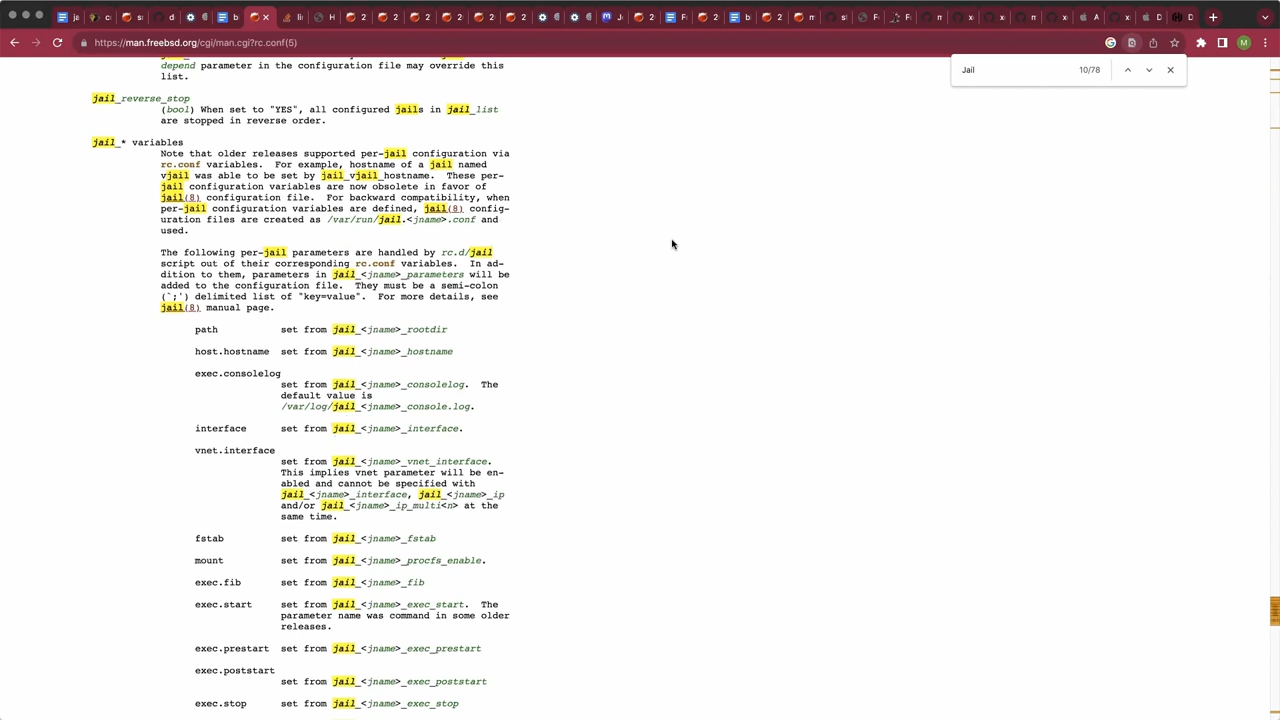 ja
d
b
li
H
2
2
2
2
2
2
J
2
F
2
b
m
st
F
n
x
m
x
A
x
D
H
https://man.freebsd.org/cgi/man.cgi?rc.conf(5)
M
Jail 10/78
depend parameter in the configuration file may override this
list.
jail_reverse_stop
(bool) When set to "YES", all configured jails in jail_list
are stopped in reverse order.
jail_* variables
Note that older releases supported per-jail configuration via
rc.conf variables. For example, hostname of a jail named
vjail was able to be set by jail_vjail_hostname. These per-
jail configuration variables are now obsolete in favor of
jail(8) configuration file. For backward compatibility, when
per-jail configuration variables are defined, jail(8) config-
uration files are created as /var/run/jail.<jname>.conf and
used.
The following per-jail parameters are handled by rc.d/jail
script out of their corresponding rc.conf variables. In ad-
dition to them, parameters in jail_<jname>_parameters will be
added to the configuration file. They must be a semi-colon
(`;') delimited list of "key=value". For more details, see
jail(8) manual page.
path set from jail_<jname>_rootdir
host.hostname set from jail_<jname>_hostname
exec.consolelog
set from jail_<jname>_consolelog. The
default value is
/var/log/jail_<jname>_console.log.
interface set from jail_<jname>_interface.
vnet.interface
set from jail_<jname>_vnet_interface.
This implies vnet parameter will be en-
abled and cannot be specified with
jail_<jname>_interface, jail_<jname>_ip
and/or jail_<jname>_ip_multi<n> at the
same time.
fstab set from jail_<jname>_fstab
mount set from jail_<jname>_procfs_enable.
exec.fib set from jail_<jname>_fib
exec.start set from jail_<jname>_exec_start. The
parameter name was command in some older
releases.
exec.prestart set from jail_<jname>_exec_prestart
exec.poststart
set from jail_<jname>_exec_poststart
exec.stop set from jail_<jname>_exec_stop